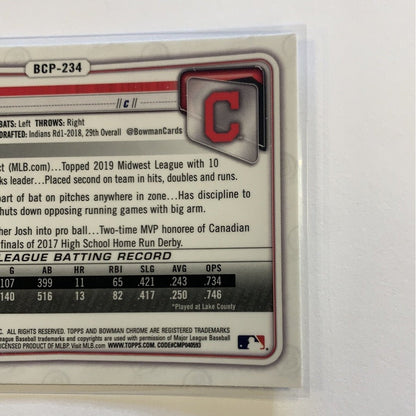 BCP-234
// C //
BATS: Left THROWS: Right
DRAFTED: Indians Rd1-2018, 29th Overall @BowmanCards
C
ct (MLB.com)...Topped 2019 Midwest League with 10
ks leader...Placed second on team in hits, doubles and runs.
part of bat on pitches anywhere in zone...Has discipline to
huts down opposing running games with big arm.
her Josh into pro ball...Two-time MVP honoree of Canadian
finals of 2017 High School Home Run Derby.
LEAGUE BATTING RECORD
G AB HR RBI SLG AVG OPS
107 399 11 65 .421 .243 .734
140 516 13 82 .417 .250 .746
*Played at Lake County
C. ALL RIGHTS RESERVED. TOPPS AND BOWMAN CHROME ARE REGISTERED TRADEMARKS
League Baseball trademarks and copyrights are used with permission of Major League Baseball
LICENSED PRODUCT OF MLBP. Visit MLB.com WWW.TOPPS.COM. CODE#CMP040593